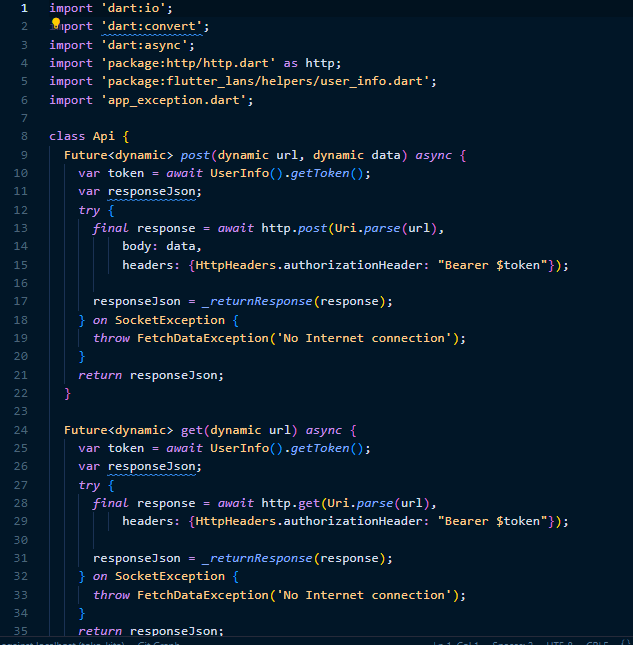 1 import 'dart:io';
2 import 'dart:convert';
3 import 'dart:async';
4 import 'package:http/http.dart' as http;
5 import 'package:flutter_lans/helpers/user_info.dart';
6 import 'app_exception.dart';
7
8 class Api {
9 Future<dynamic> post(dynamic url, dynamic data) async {
10 var token = await UserInfo().getToken();
11 var responseJson;
12 try {
13 final response = await http.post(Uri.parse(url),
14 body: data,
15 headers: {HttpHeaders.authorizationHeader: "Bearer $token"});
16
17 responseJson = _returnResponse(response);
18 } on SocketException {
19 throw FetchDataException('No Internet connection');
20 }
21 return responseJson;
22 }
23
24 Future<dynamic> get(dynamic url) async {
25 var token = await UserInfo().getToken();
26 var responseJson;
27 try {
28 final response = await http.get(Uri.parse(url),
29 headers: {HttpHeaders.authorizationHeader: "Bearer $token"});
30
31 responseJson = _returnResponse(response);
32 } on SocketException {
33 throw FetchDataException('No Internet connection');
34 }
35 return responseJson;